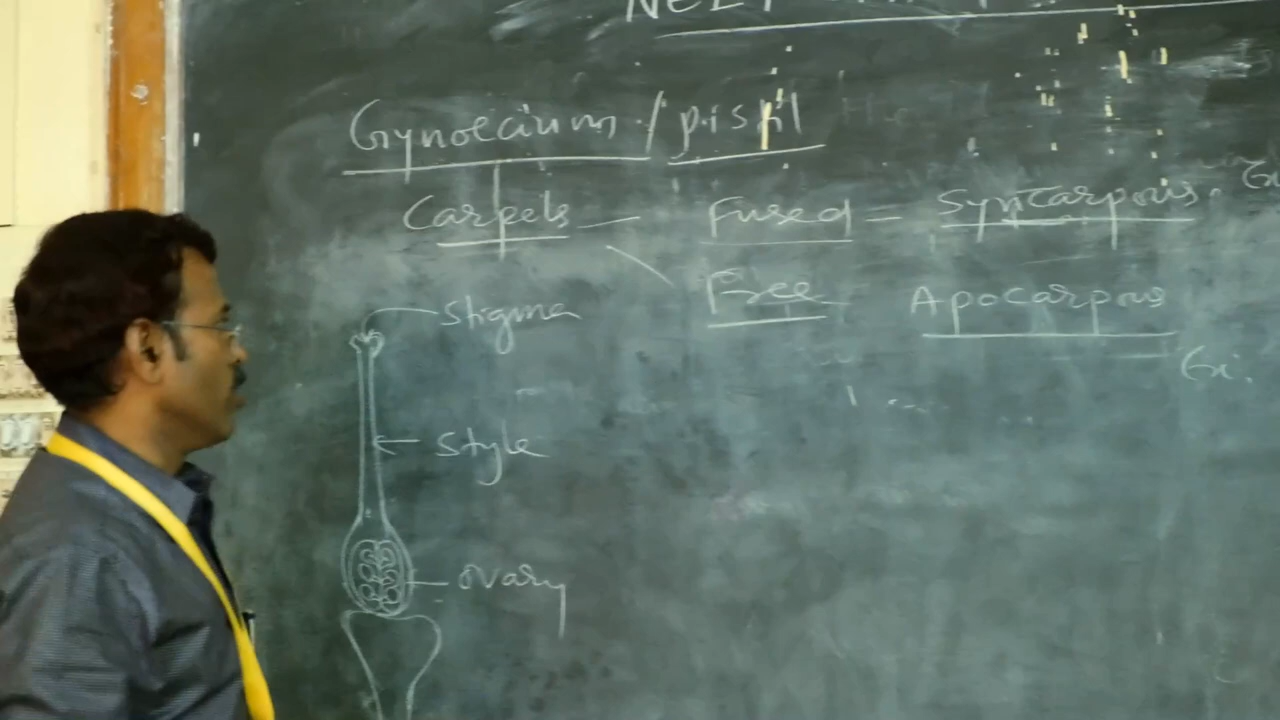 Gynoecium / pistil
Carpels — Fused = Syncarpous.
Free Apocarpous
Stigma
Style
Ovary